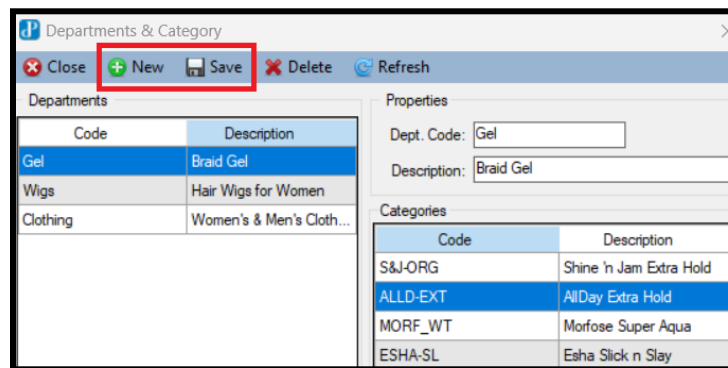 Departments & Category
Close New Save Delete Refresh
Departments
Code Description
Gel Braid Gel
Wigs Hair Wigs for Women
Clothing Women's & Men's Cloth...
Properties
Dept. Code: Gel
Description: Braid Gel
Categories
Code Description
S&J-ORG Shine 'n Jam Extra Hold
ALLD-EXT AllDay Extra Hold
MORF_WT Morfose Super Aqua
ESHA-SL Esha Slick n Slay